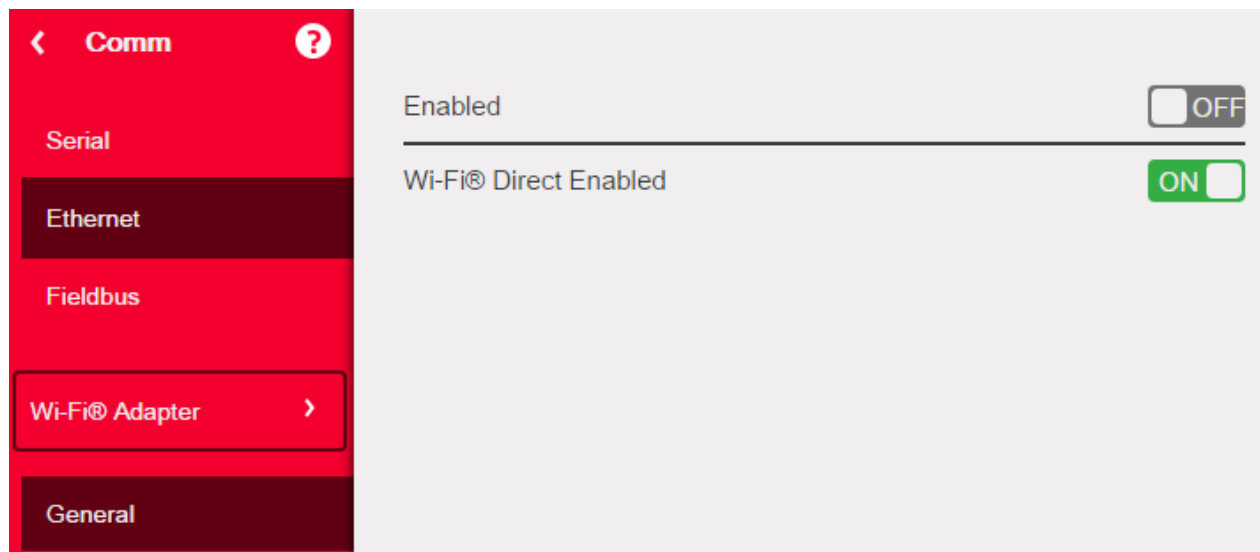 Comm
?
Serial
Ethernet
Fieldbus
Wi-Fi® Adapter
General
Enabled
OFF
Wi-Fi® Direct Enabled
ON